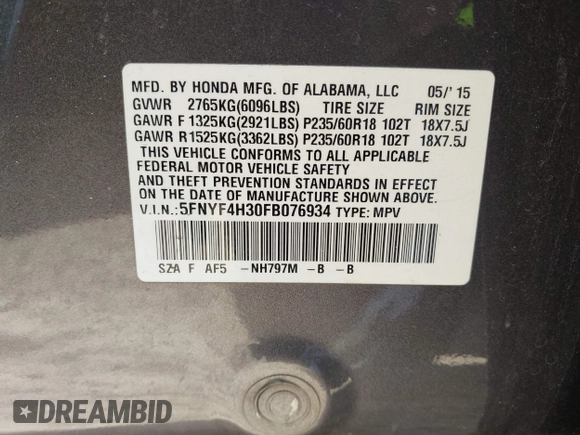 MFD. BY HONDA MFG. OF ALABAMA, LLC 05/'15
GVWR 2765KG(6096LBS) TIRE SIZE RIM SIZE
GAWR F 1325KG(2921LBS) P235/60R18 102T 18X7.5J
GAWR R1525KG(3362LBS) P235/60R18 102T 18X7.5J
THIS VEHICLE CONFORMS TO ALL APPLICABLE
FEDERAL MOTOR VEHICLE SAFETY
AND THEFT PREVENTION STANDARDS IN EFFECT
ON THE DATE OF MANUFACTURE SHOWN ABOVE.
V.I.N.:5FNYF4H30FB076934 TYPE: MPV
SZA F AF5 -NH797M -B -B
DREAMBID